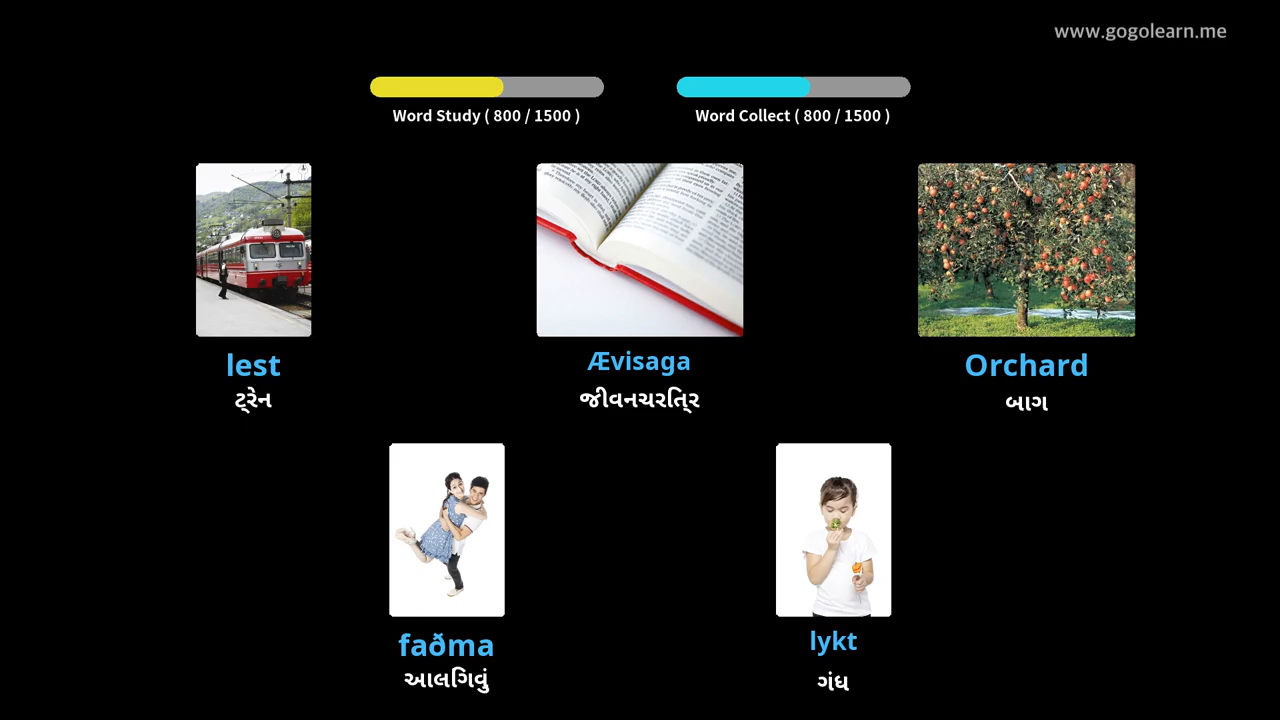 www.gogolearn.me
Word Study ( 800 / 1500 )
Word Collect ( 800 / 1500 )
lest
ટ્રેન
Ævisaga
જીવનચરિત્ર
Orchard
બાગ
faðma
આલિંગવું
lykt
ગંધ